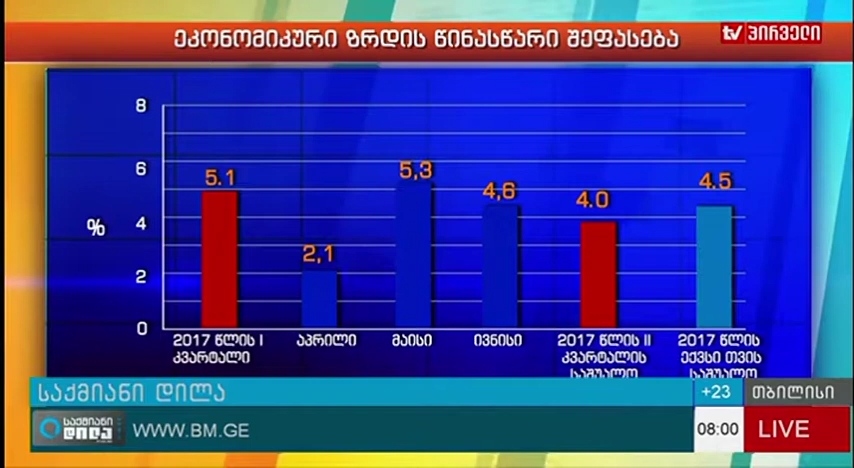 ეკონომიკური ზრდის წინასწარი შეფასება
tv პირველი
8
6
4
2
0
%
5.1
2,1
5,3
4,6
4.0
4.5
2017 წლის I
კვარტალი
აპრილი
მაისი
ივნისი
2017 წლის II
კვარტალის
საშუალო
2017 წლის
ექვსი თვის
საშუალო
საქმიანი დილა
+23
თბილისი
საქმიანი
დილა
WWW.BM.GE
08:00
LIVE